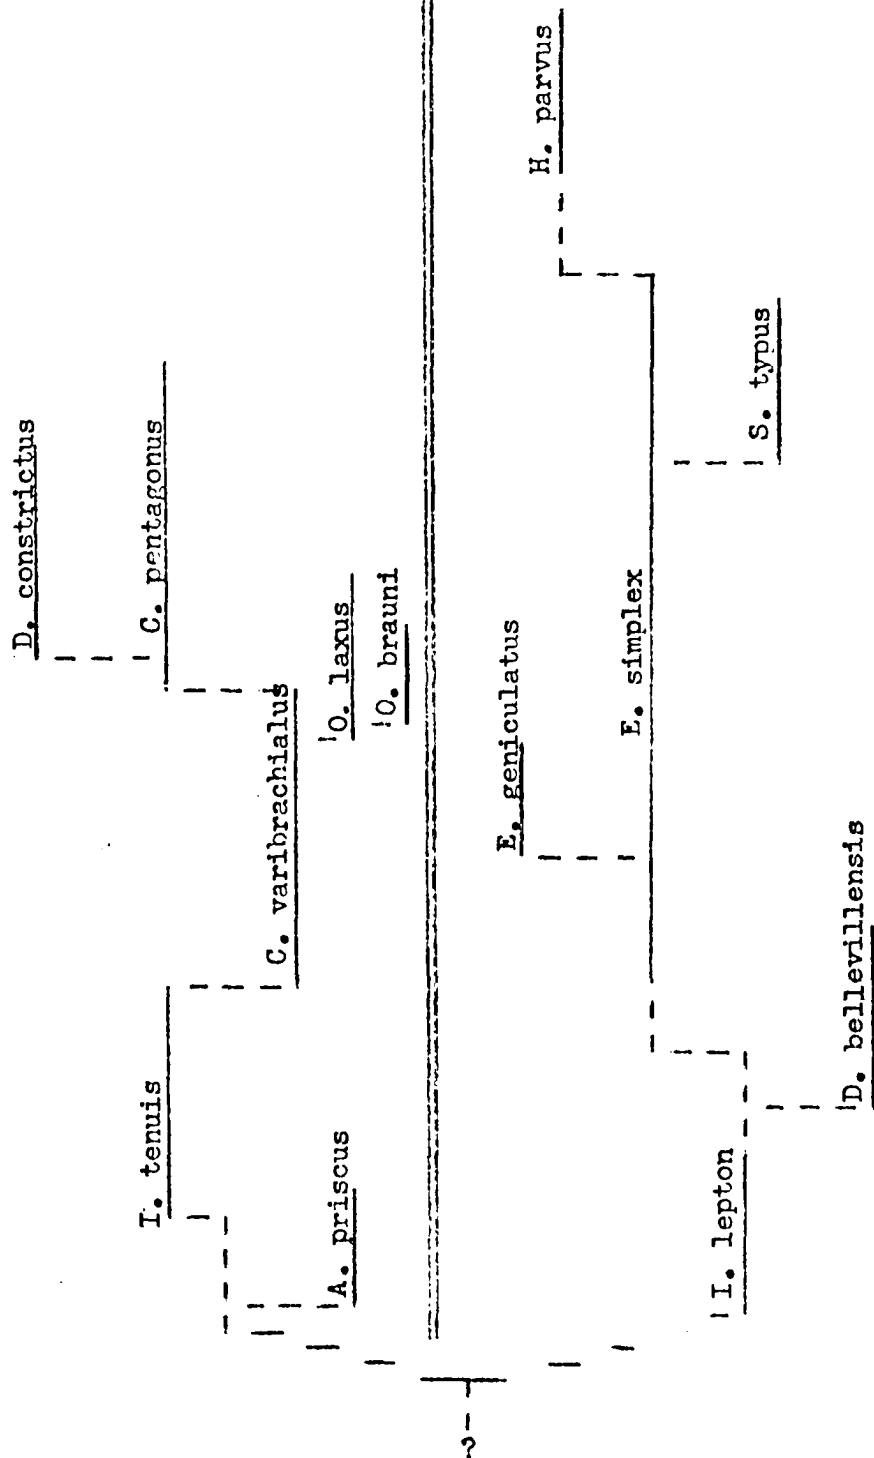 D. constrictus
C. pentagonus
I. tenuis
C. varibrachialus
A. priscus
O. laxus
O. brauni
?
H. parvus
E. geniculatus
E. simplex
S. typus
I. lepton
D. bellevillensis